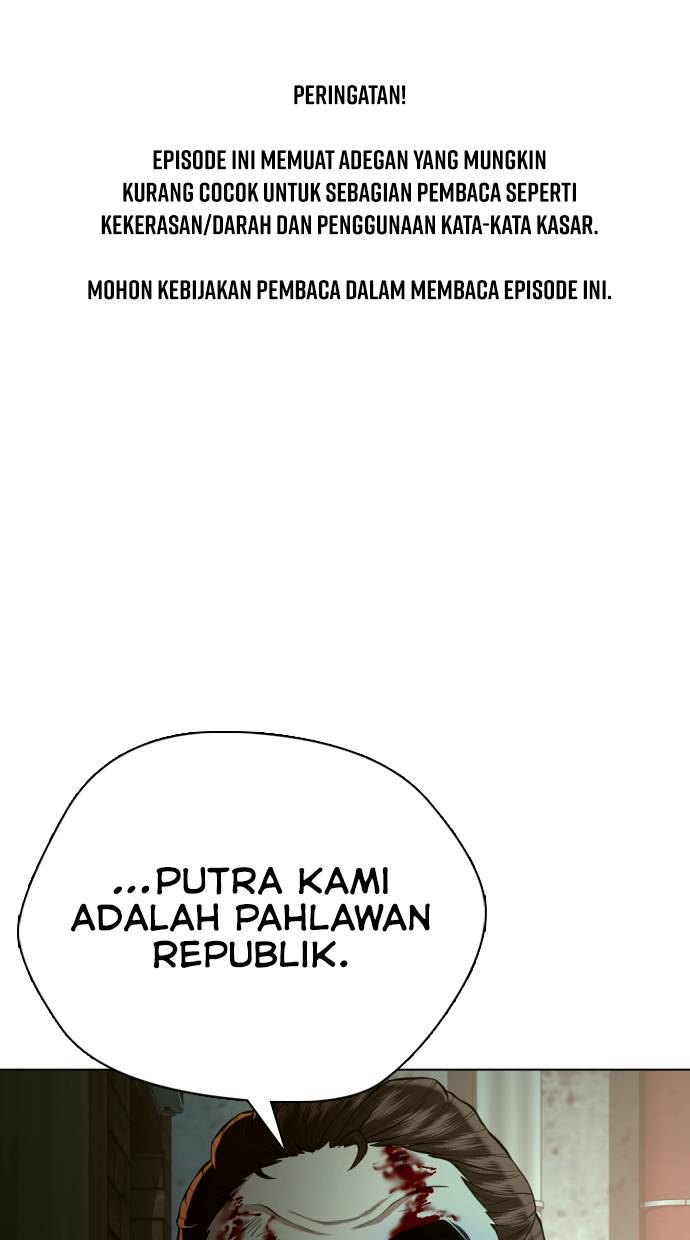 PERINGATAN!
EPISODE INI MEMUAT ADEGAN YANG MUNGKIN
KURANG COCOK UNTUK SEBAGIAN PEMBACA SEPERTI
KEKERASAN/DARAH DAN PENGGUNAAN KATA-KATA KASAR.
MOHON KEBIJAKAN PEMBACA DALAM MEMBACA EPISODE INI.
...PUTRA KAMI
ADALAH PAHLAWAN
REPUBLIK.